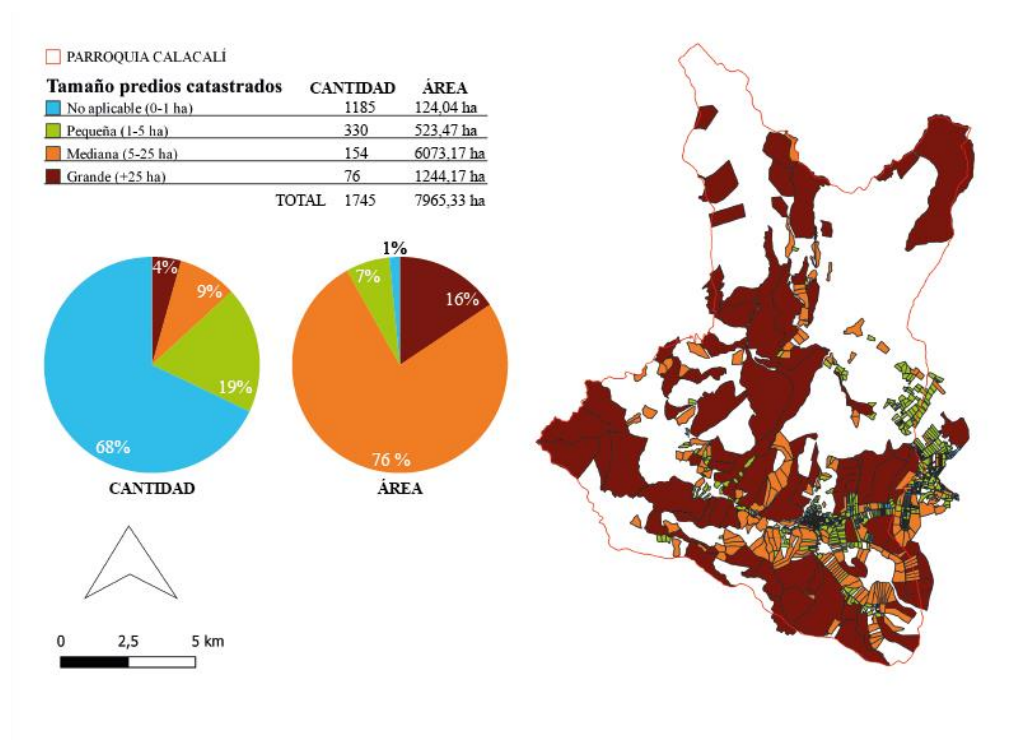 PARROQUIA CALACALÍ
Tamaño predios catastrados CANTIDAD ÁREA
No aplicable (0-1 ha) 1185 124,04 ha
Pequeña (1-5 ha) 330 523,47 ha
Mediana (5-25 ha) 154 6073,17 ha
Grande (+25 ha) 76 1244,17 ha
TOTAL 1745 7965,33 ha
4%
9%
19%
68%
CANTIDAD
1%
7%
16%
76 %
ÁREA
0 2,5 5 km